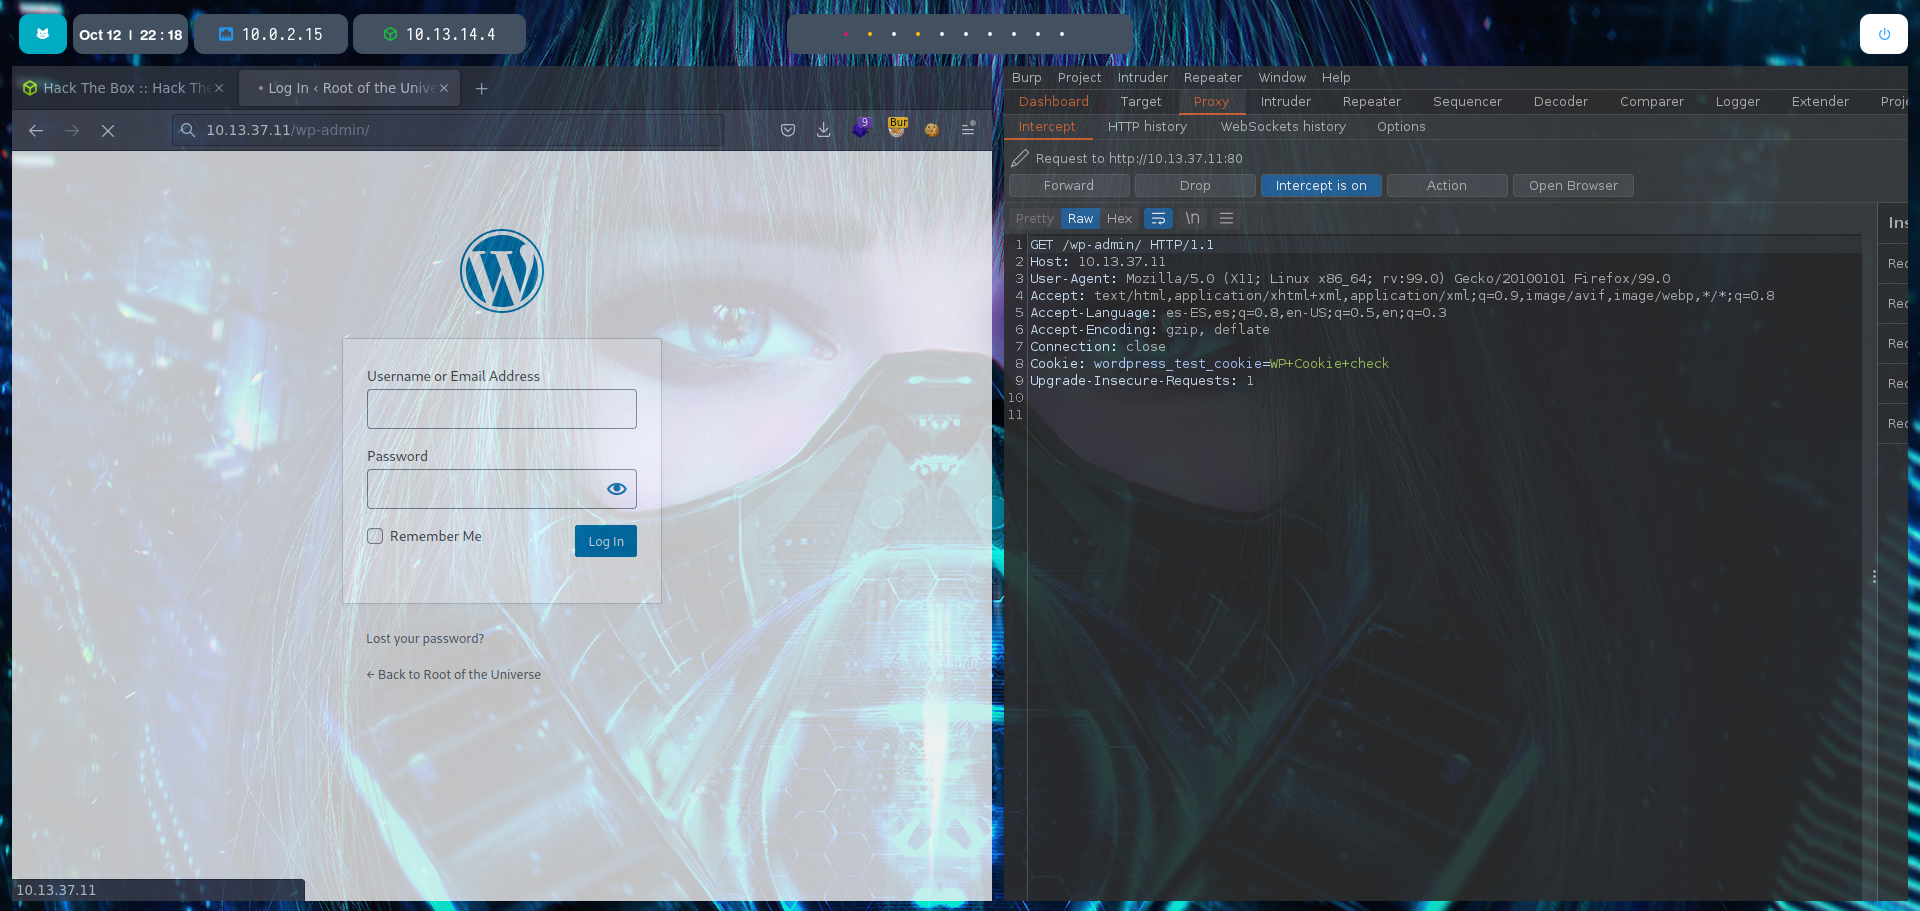 Oct 12 | 22 : 18
10.0.2.15
10.13.14.4
Hack The Box :: Hack The
Log In ‹ Root of the Unive
10.13.37.11/wp-admin/
9
Bur
Username or Email Address
Password
Remember Me
Log In
Lost your password?
← Back to Root of the Universe
10.13.37.11
Burp Project Intruder Repeater Window Help
Dashboard Target Proxy Intruder Repeater Sequencer Decoder Comparer Logger Extender Proje
Intercept HTTP history WebSockets history Options
Request to http://10.13.37.11:80
Forward Drop Intercept is on Action Open Browser
Pretty Raw Hex \n
1 GET /wp-admin/ HTTP/1.1
2 Host: 10.13.37.11
3 User-Agent: Mozilla/5.0 (X11; Linux x86_64; rv:99.0) Gecko/20100101 Firefox/99.0
4 Accept: text/html,application/xhtml+xml,application/xml;q=0.9,image/avif,image/webp,*/*;q=0.8
5 Accept-Language: es-ES,es;q=0.8,en-US;q=0.5,en;q=0.3
6 Accept-Encoding: gzip, deflate
7 Connection: close
8 Cookie: wordpress_test_cookie=WP+Cookie+check
9 Upgrade-Insecure-Requests: 1
10
11
Ins
Rec
Rec
Rec
Rec
Rec